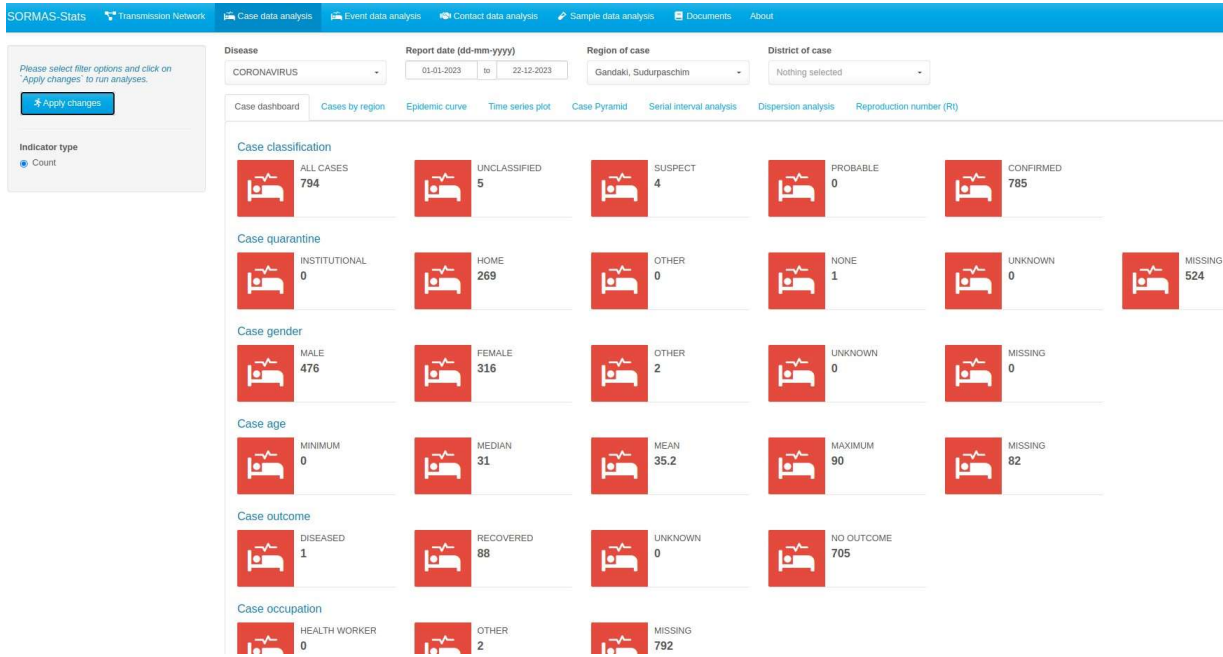 SORMAS-Stats Transmission Network Case data analysis Event data analysis Contact data analysis Sample data analysis Documents About
Please select filter options and click on
`Apply changes` to run analyses.
Apply changes
Indicator type
Count
Disease Report date (dd-mm-yyyy) Region of case District of case
CORONAVIRUS 01-01-2023 to 22-12-2023 Gandaki, Sudurpaschim Nothing selected
Case dashboard Cases by region Epidemic curve Time series plot Case Pyramid Serial interval analysis Dispersion analysis Reproduction number (Rt)
Case classification
ALL CASES UNCLASSIFIED SUSPECT PROBABLE CONFIRMED
794 5 4 0 785
Case quarantine
INSTITUTIONAL HOME OTHER NONE UNKNOWN MISSING
0 269 0 1 0 524
Case gender
MALE FEMALE OTHER UNKNOWN MISSING
476 316 2 0 0
Case age
MINIMUM MEDIAN MEAN MAXIMUM MISSING
0 31 35.2 90 82
Case outcome
DISEASED RECOVERED UNKNOWN NO OUTCOME
1 88 0 705
Case occupation
HEALTH WORKER OTHER MISSING
0 2 792